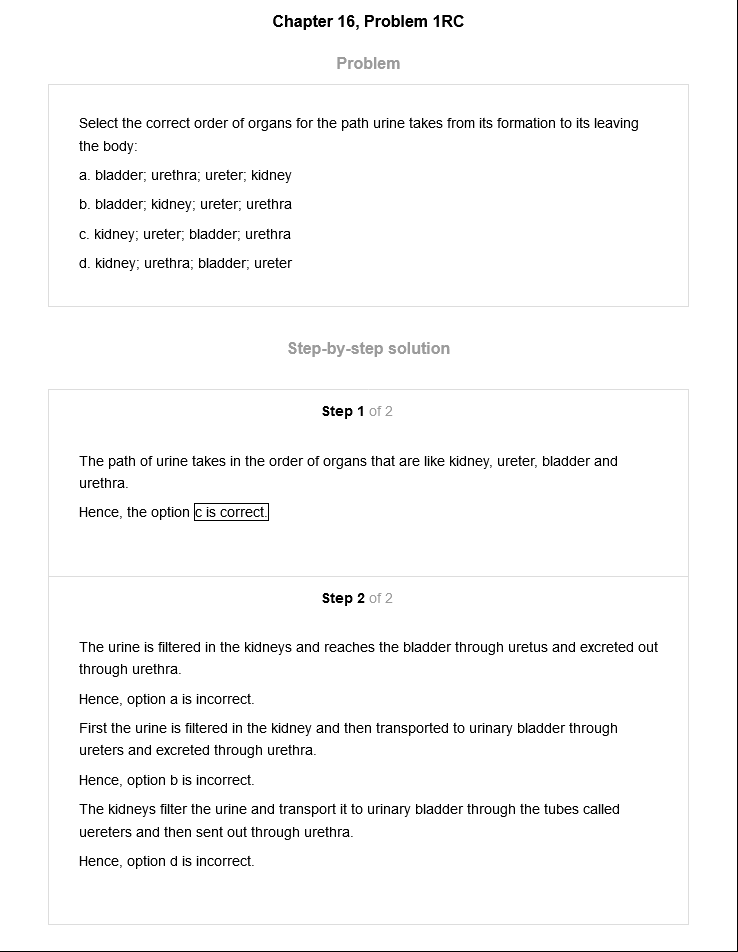 Chapter 16, Problem 1RC
Problem
Select the correct order of organs for the path urine takes from its formation to its leaving
the body:
a. bladder; urethra; ureter; kidney
b. bladder; kidney; ureter; urethra
c. kidney; ureter; bladder; urethra
d. kidney; urethra; bladder; ureter
Step-by-step solution
Step 1 of 2
The path of urine takes in the order of organs that are like kidney, ureter, bladder and
urethra.
Hence, the option c is correct.
Step 2 of 2
The urine is filtered in the kidneys and reaches the bladder through uretus and excreted out
through urethra.
Hence, option a is incorrect.
First the urine is filtered in the kidney and then transported to urinary bladder through
ureters and excreted through urethra.
Hence, option b is incorrect.
The kidneys filter the urine and transport it to urinary bladder through the tubes called
uereters and then sent out through urethra.
Hence, option d is incorrect.